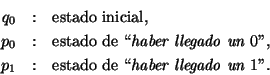 q₀ : estado inicial,
p₀ : estado de “haber llegado un 0”,
p₁ : estado de “haber llegado un 1”.